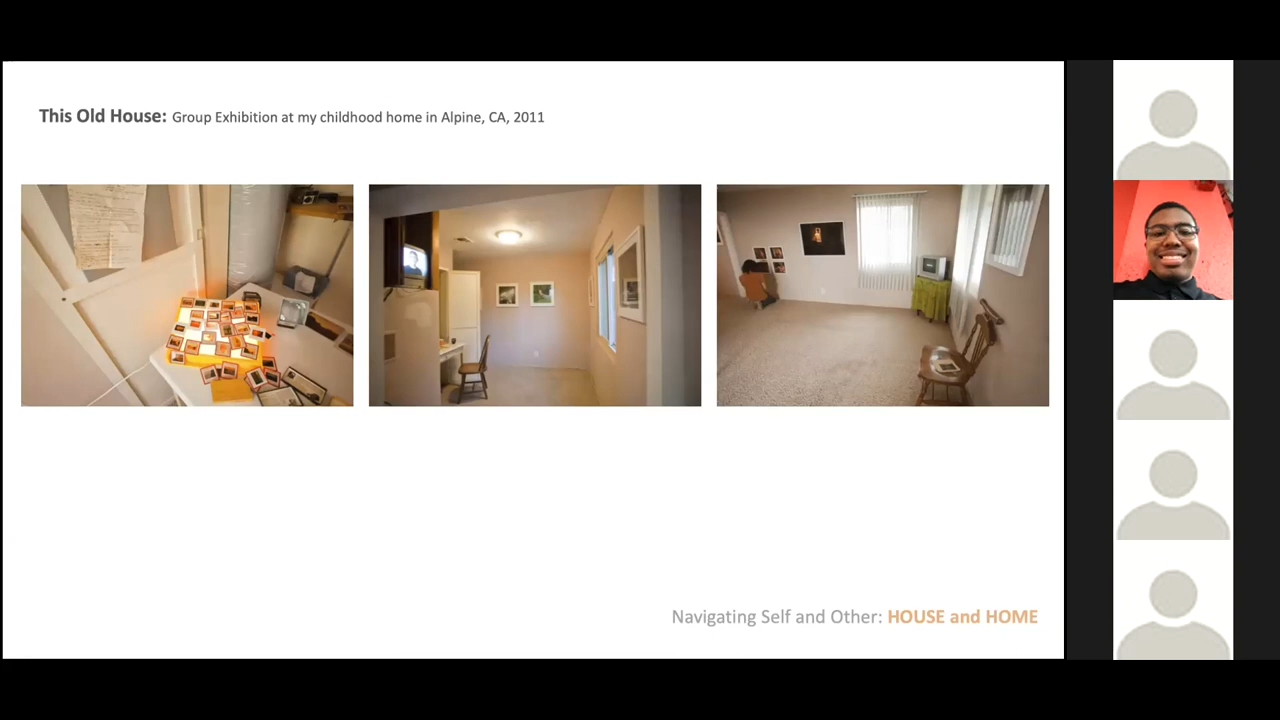 This Old House: Group Exhibition at my childhood home in Alpine, CA, 2011
Navigating Self and Other: HOUSE and HOME